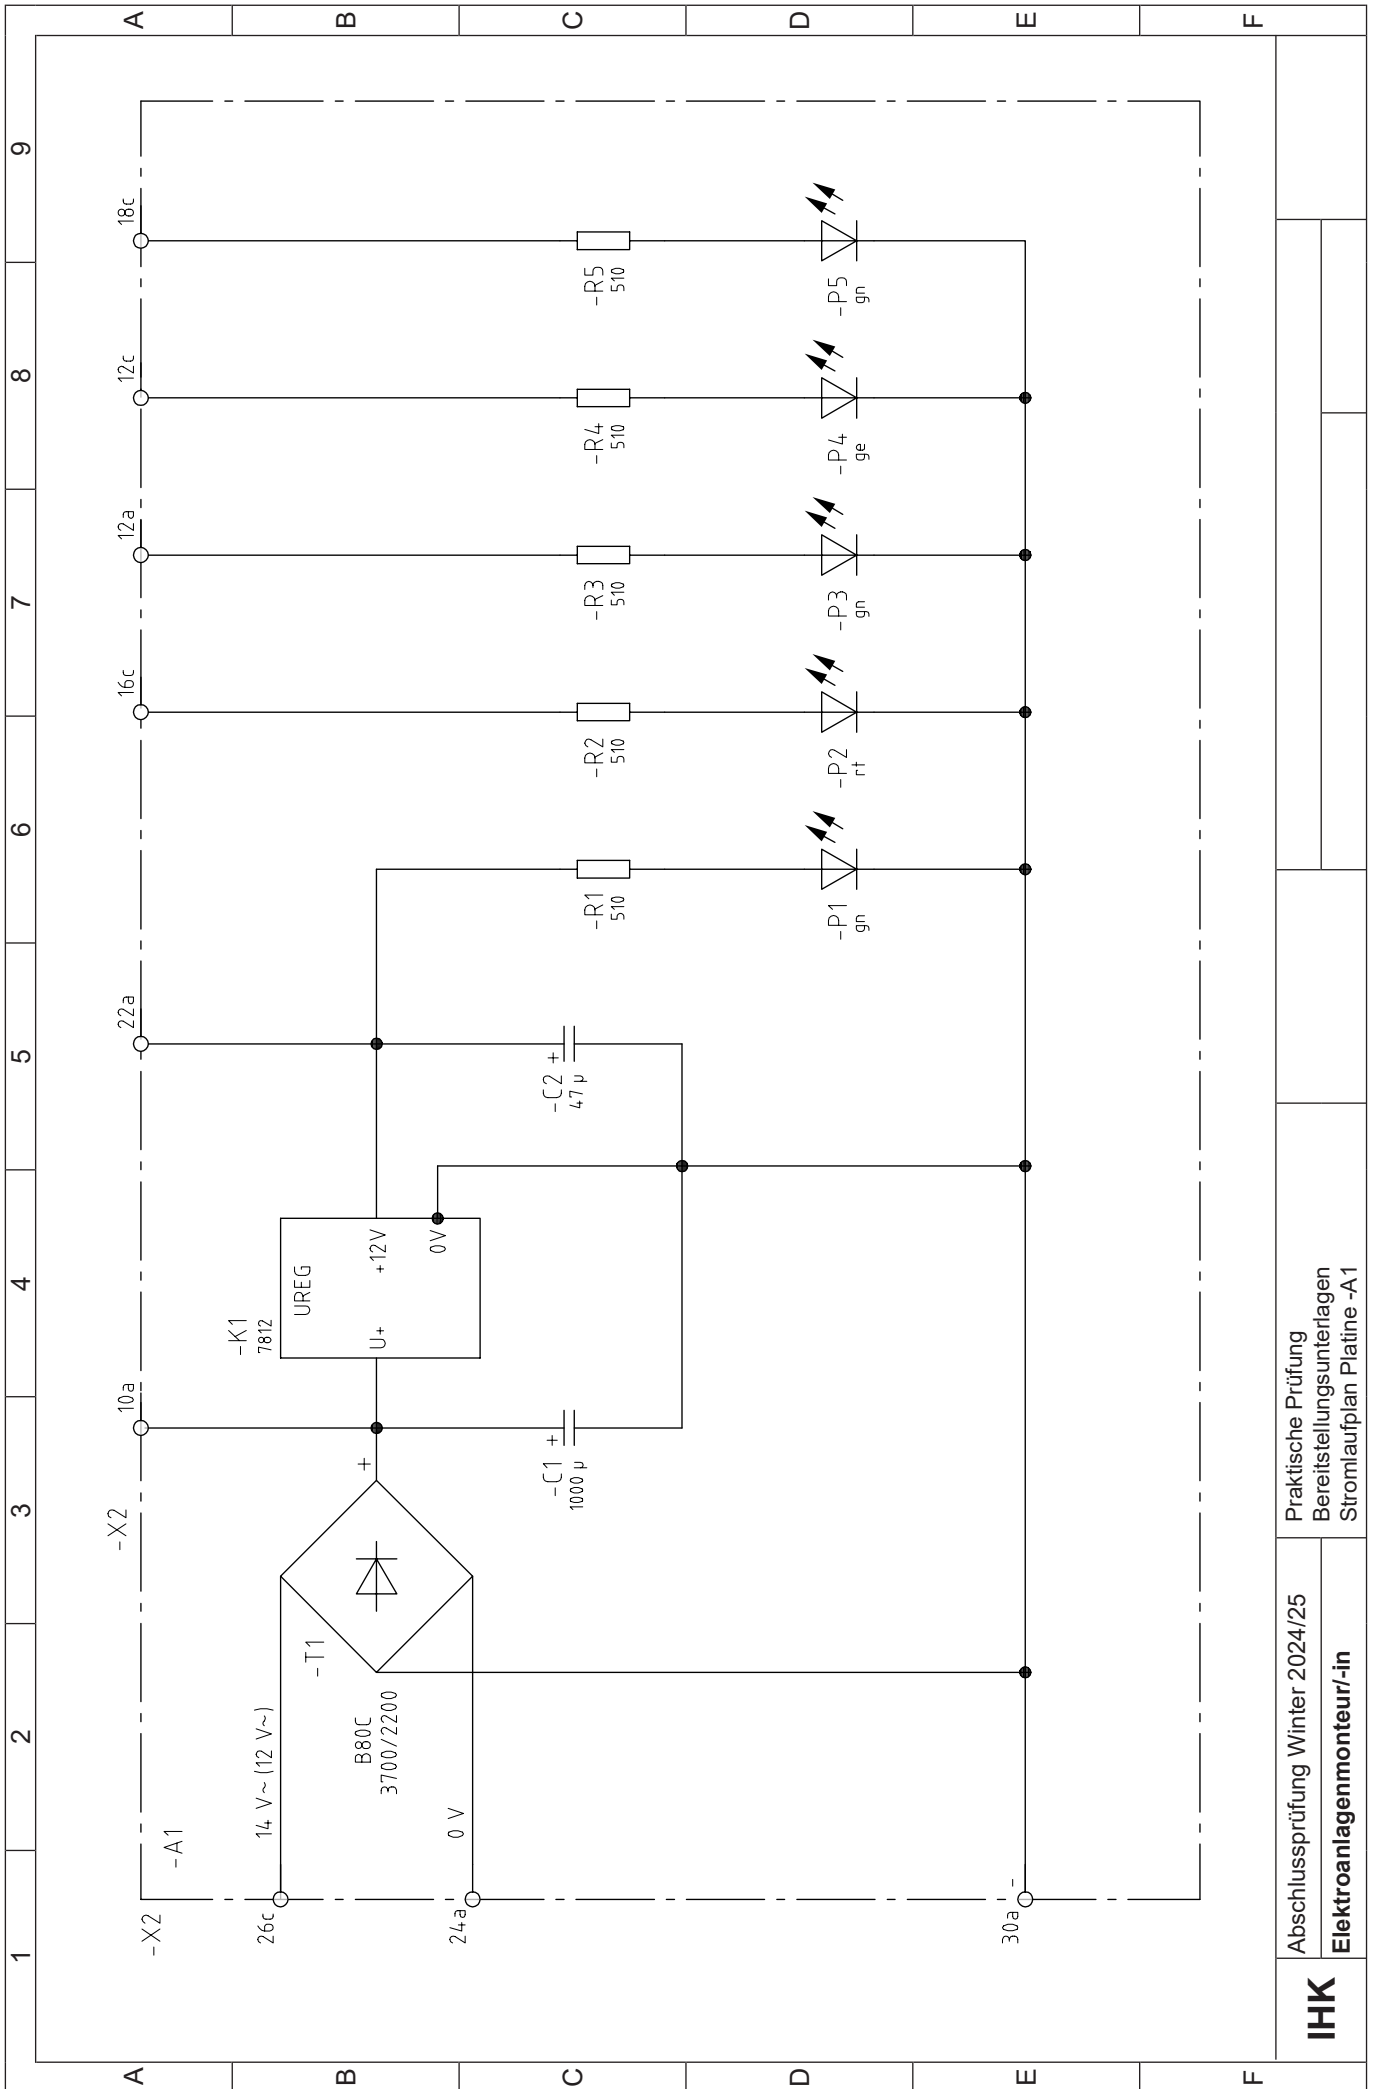 1 2 3 4 5 6 7 8 9
A
A
-X2
10a
22a
16c
12a
12c
18c
-X2
-A1
26c
14 V~ (12 V~)
-T1
B80C
3700/2200
+
-K1
7812
UREG
U+
+12V
0V
B
B
24a
0 V
-C1
1000 µ
+
-C2
47 µ
+
-R1
510
-R2
510
-R3
510
-R4
510
-R5
510
C
C
-P1
gn
-P2
rt
-P3
gn
-P4
ge
-P5
gn
D
D
30a
-
E
E
F
F
IHK
Abschlussprüfung Winter 2024/25
Elektroanlagenmonteur/-in
Praktische Prüfung
Bereitstellungsunterlagen
Stromlaufplan Platine -A1